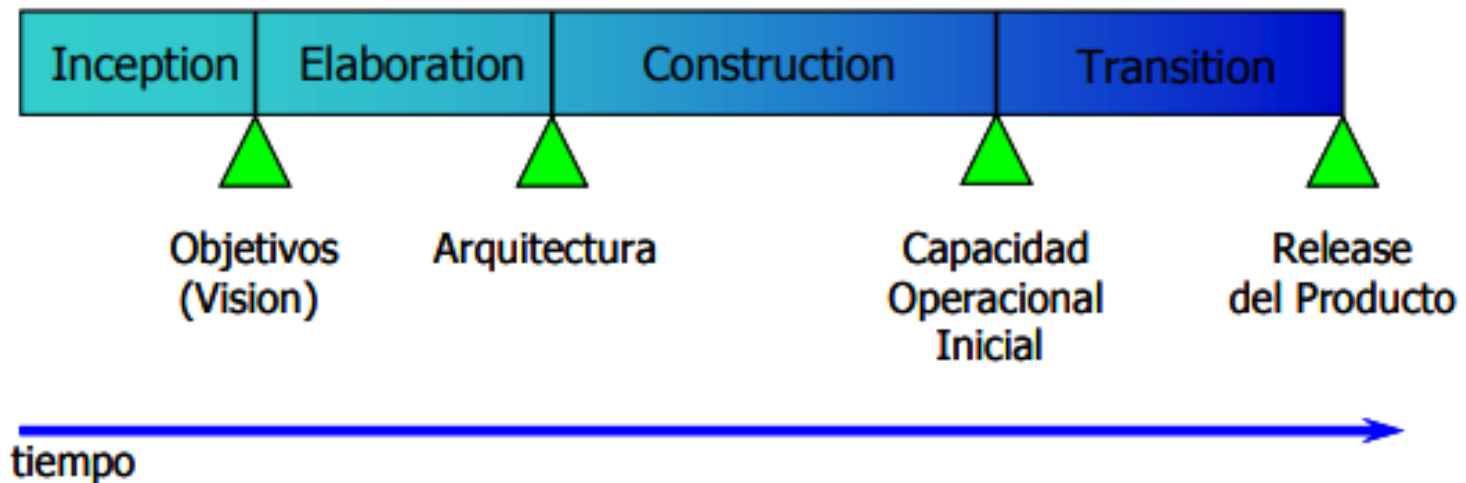 Inception Elaboration Construction Transition
Objetivos
(Vision)
Arquitectura
Capacidad
Operacional
Inicial
Release
del Producto
tiempo